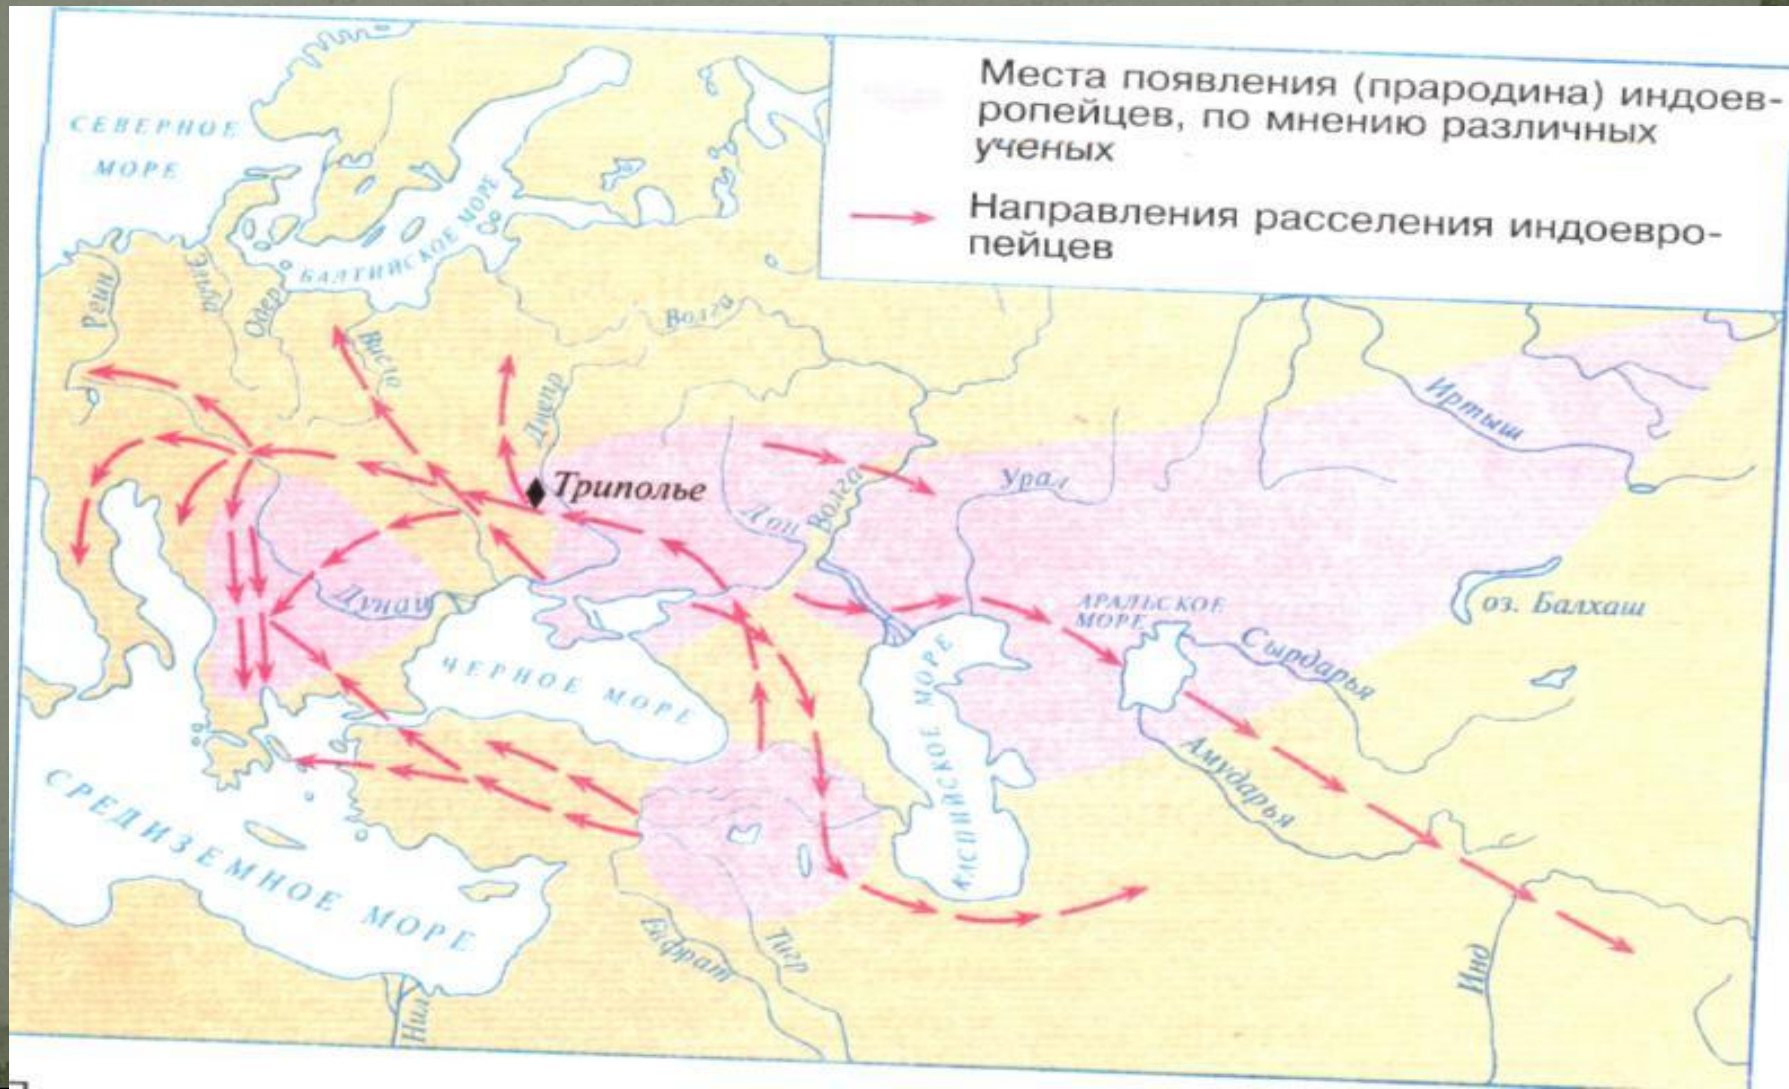 Места появления (прародина) индоев-
ропейцев, по мнению различных
ученых
Направления расселения индоевро-
пейцев
СЕВЕРНОЕ
МОРЕ
БАЛТИЙСКОЕ МОРЕ
Рейн
Эльба
Одер
Висла
Волга
Днепр
Иртыш
Триполье
Дон
Волга
Урал
Дунай
АРАЛЬСКОЕ
МОРЕ
оз. Балхаш
Сырдарья
ЧЕРНОЕ МОРЕ
КАСПИЙСКОЕ МОРЕ
Амударья
СРЕДИЗЕМНОЕ МОРЕ
Евфрат
Тигр
Инд
Нил